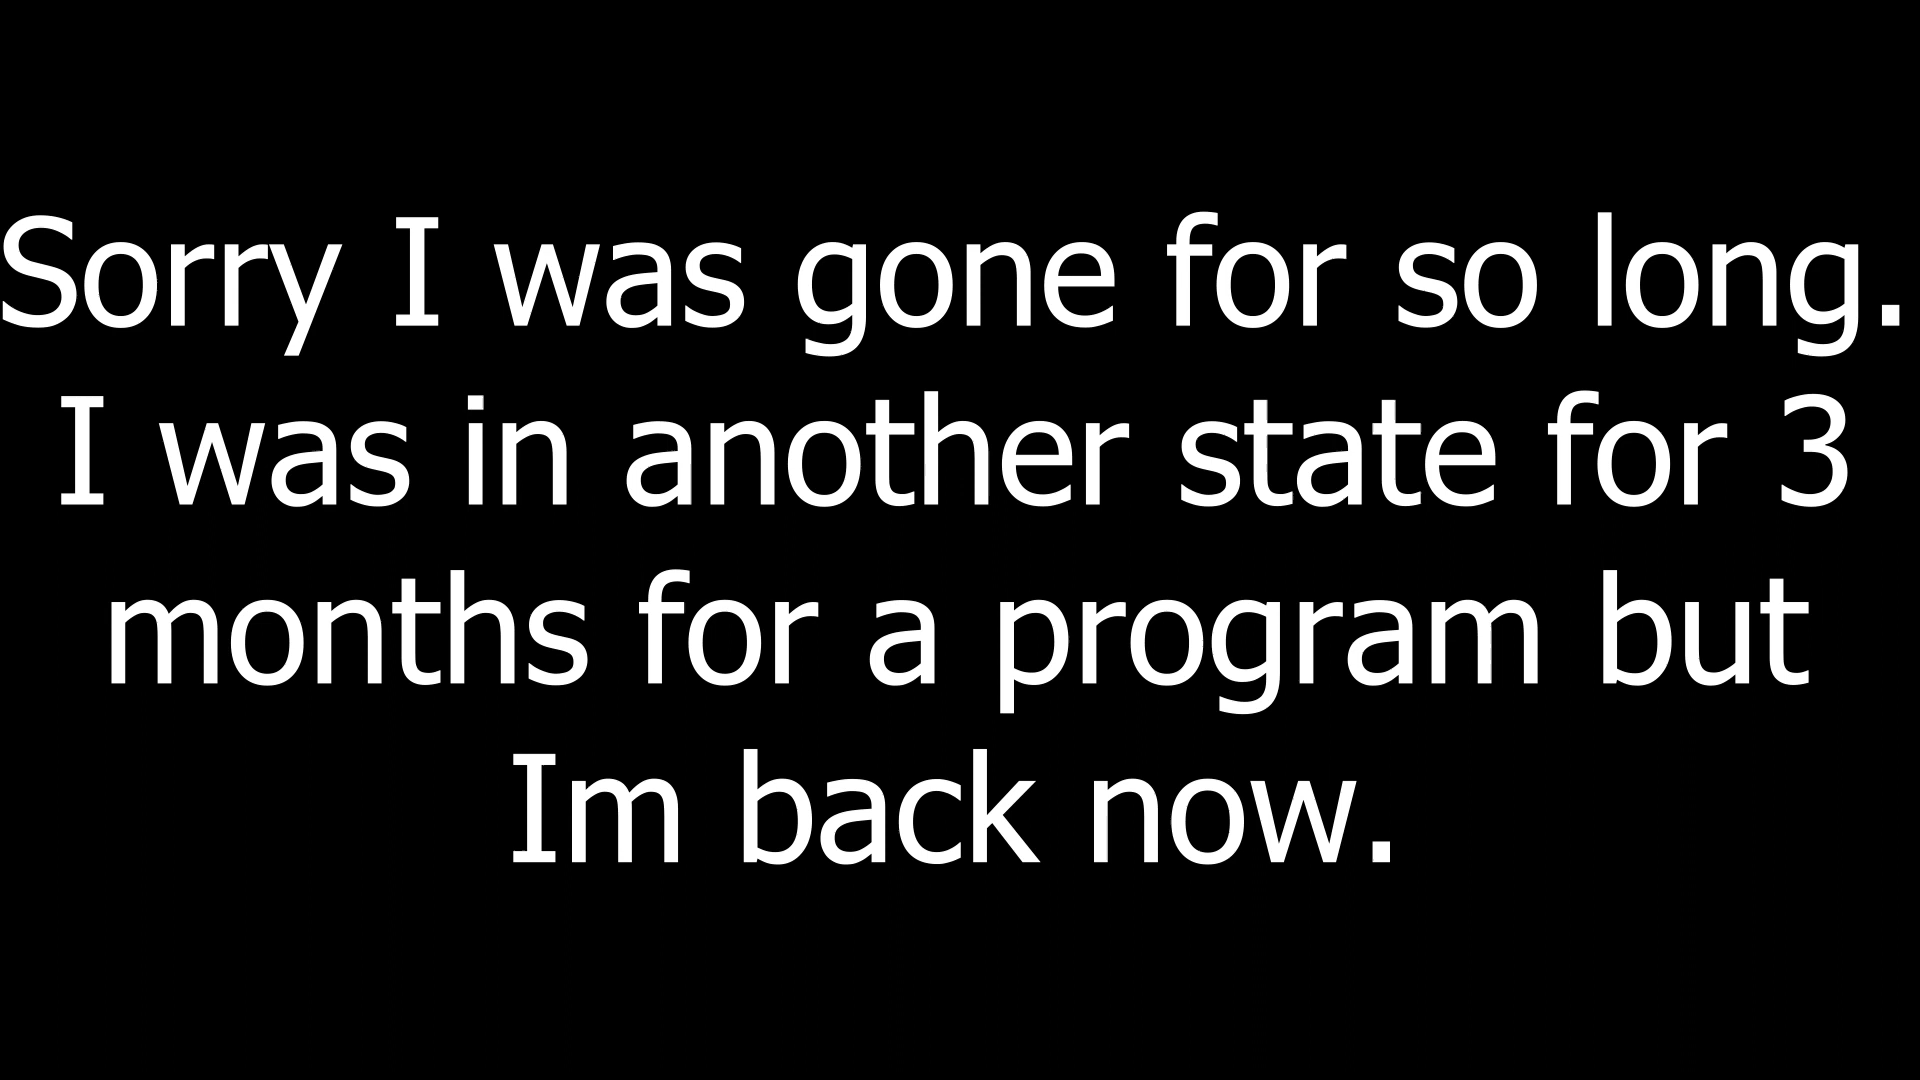 Sorry I was gone for so long.
I was in another state for 3
months for a program but
Im back now.